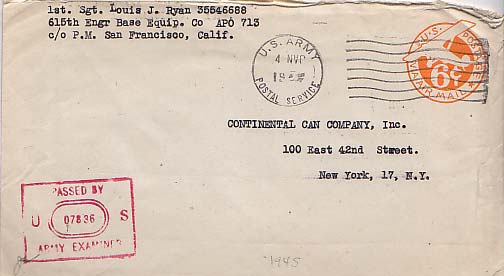 1st. Sgt. Louis J. Ryan 35546688
615th Engr Base Equip. Co APO 713
c/o P.M. San Francisco, Calif.
U.S. ARMY
4
POSTAL SERVICE
U.S. POSTAGE
6¢
VIA AIR MAIL
CONTINENTAL CAN COMPANY, Inc.
100 East 42nd Street.
New York, 17, N.Y.
PASSED BY
U 07836 S
ARMY EXAMINER
1945